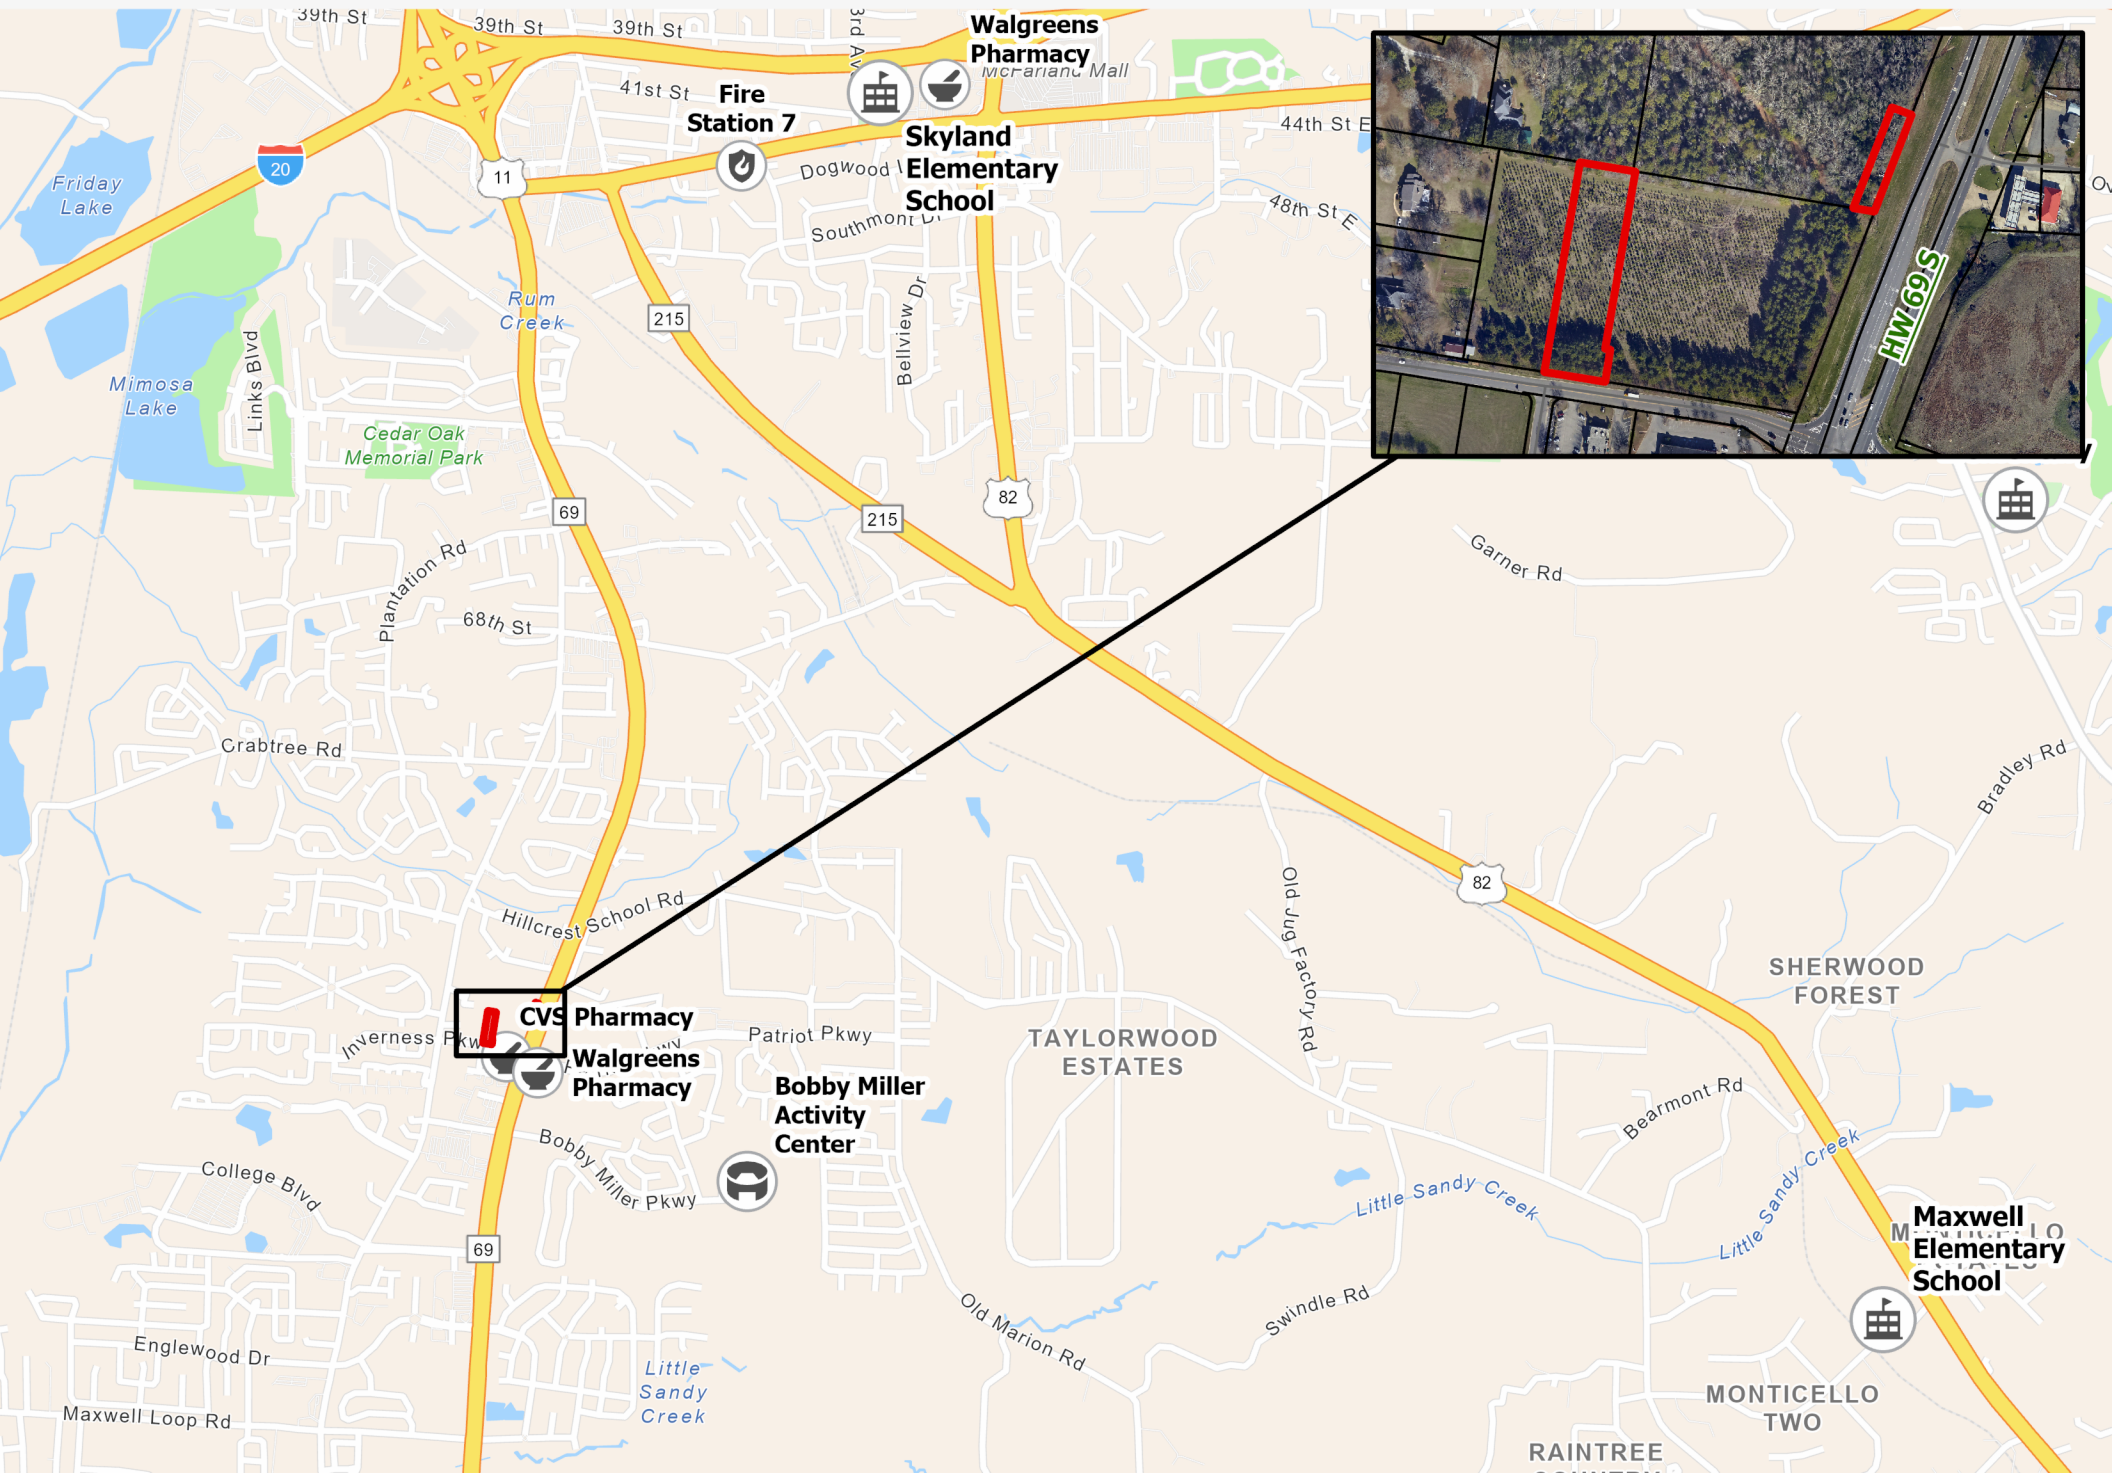 39th St
39th St
39th St
3rd Av
Walgreens
Pharmacy
McFarland Mall
41st St
Fire
Station 7
44th St E
Skyland
Elementary
School
Dogwood
Southmont Dr
48th St E
Friday
Lake
20
11
Rum
Creek
215
Bellview Dr
Links Blvd
Mimosa
Lake
Cedar Oak
Memorial Park
HW 69 S
Ov
69
82
215
Garner Rd
Plantation Rd
68th St
Crabtree Rd
Bradley Rd
82
Hillcrest School Rd
Old Jug Factory Rd
SHERWOOD
FOREST
CVS Pharmacy
Inverness Pkw
Patriot Pkwy
wy
Walgreens
Pharmacy
TAYLORWOOD
ESTATES
Bobby Miller
Activity
Center
Bearmont Rd
Bobby Miller Pkwy
College Blvd
Little Sandy Creek
Little Sandy Creek
69
Maxwell
Elementary
School
Old Marion Rd
Swindle Rd
Englewood Dr
Little
Sandy
Creek
Maxwell Loop Rd
MONTICELLO
TWO
RAINTREE